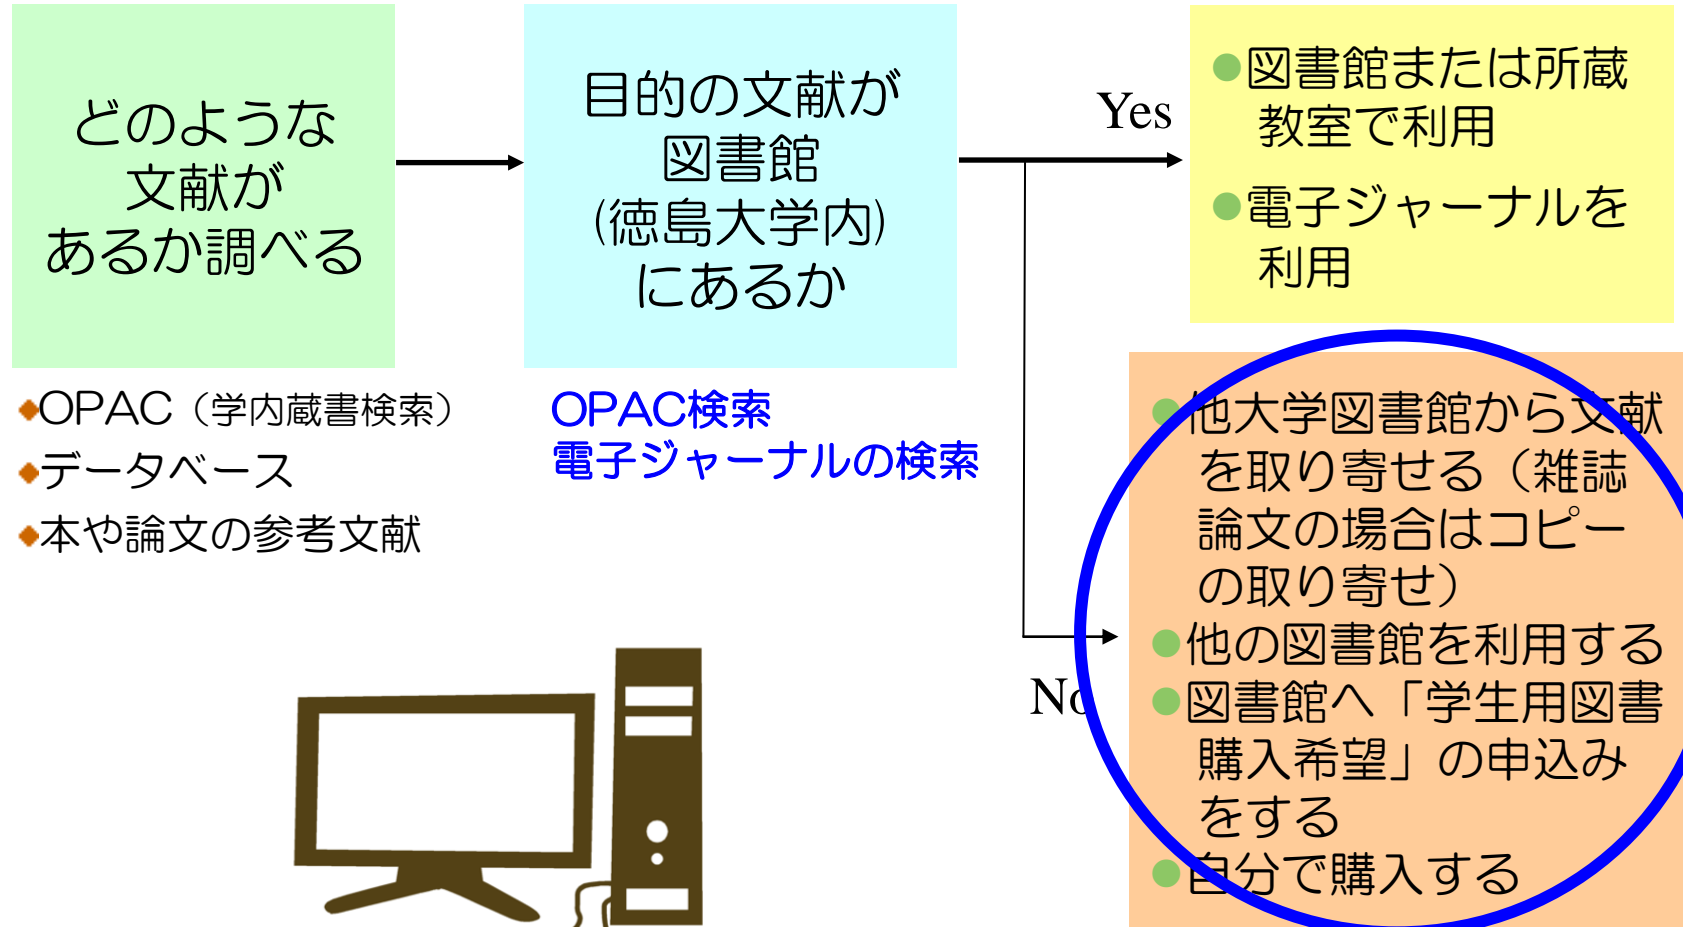 どのような
文献が
あるか調べる
◆OPAC（学内蔵書検索）
◆データベース
◆本や論文の参考文献
目的の文献が
図書館
(徳島大学内)
にあるか
OPAC検索
電子ジャーナルの検索
Yes
●図書館または所蔵
教室で利用
●電子ジャーナルを
利用
No
●他大学図書館から文献
を取り寄せる（雑誌
論文の場合はコピー
の取り寄せ）
●他の図書館を利用する
●図書館へ「学生用図書
購入希望」の申込み
をする
●自分で購入する